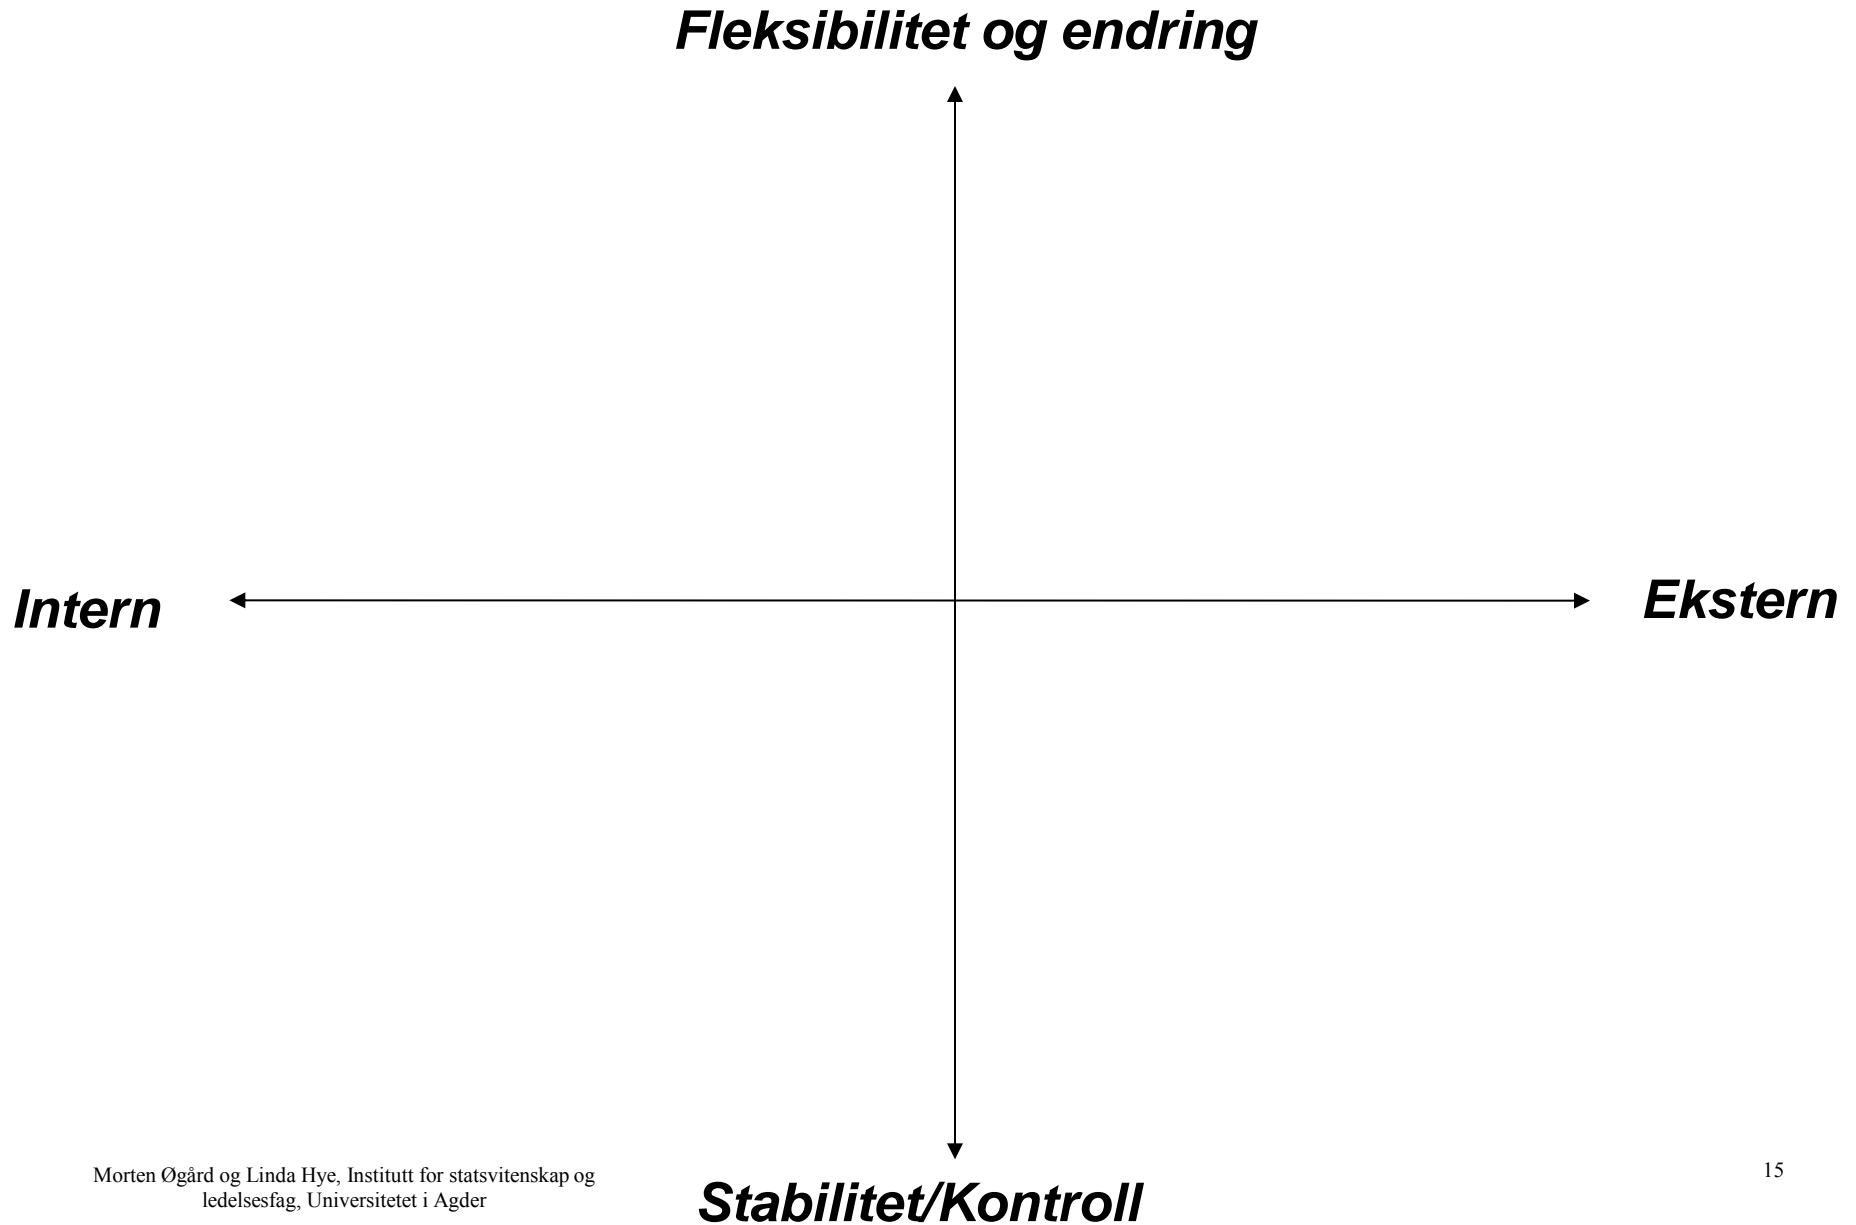 Fleksibilitet og endring
Intern
Ekstern
Morten Øgård og Linda Hye, Institutt for statsvitenskap og
ledelsesfag, Universitetet i Agder
Stabilitet/Kontroll
15